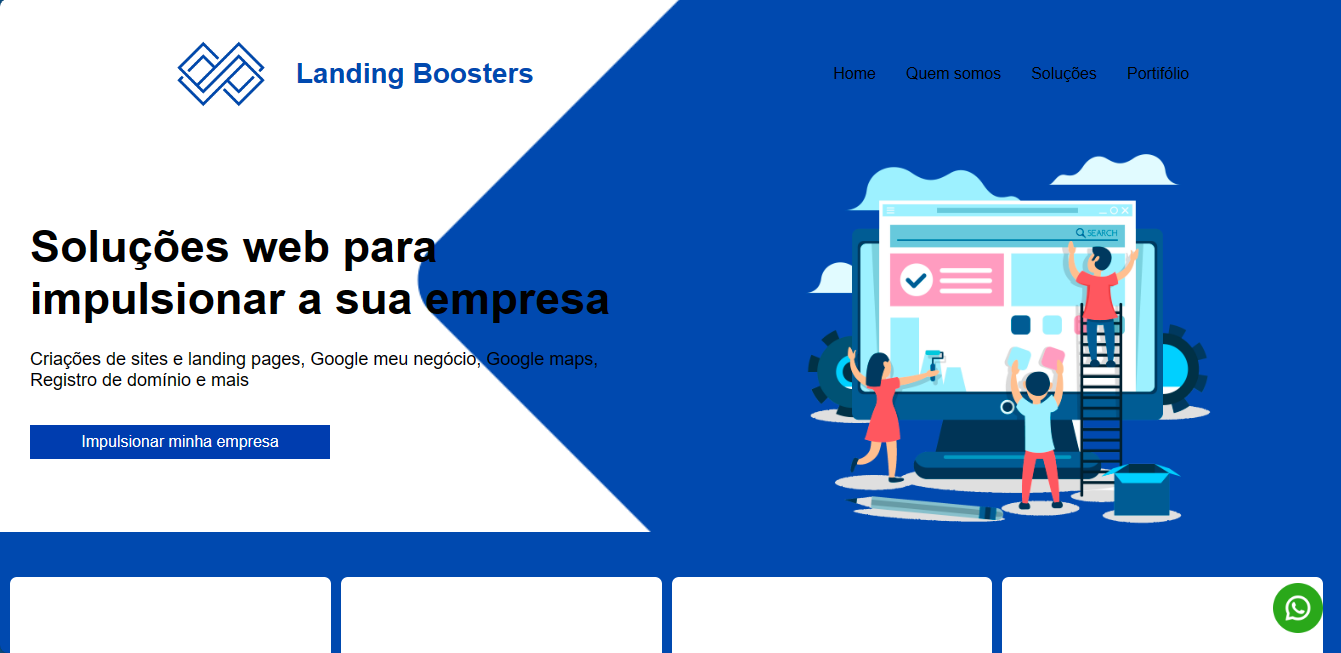 Landing Boosters
Home Quem somos Soluções Portifólio
SEARCH
Soluções web para
impulsionar a sua empresa
Criações de sites e landing pages, Google meu negócio, Google maps,
Registro de domínio e mais
Impulsionar minha empresa